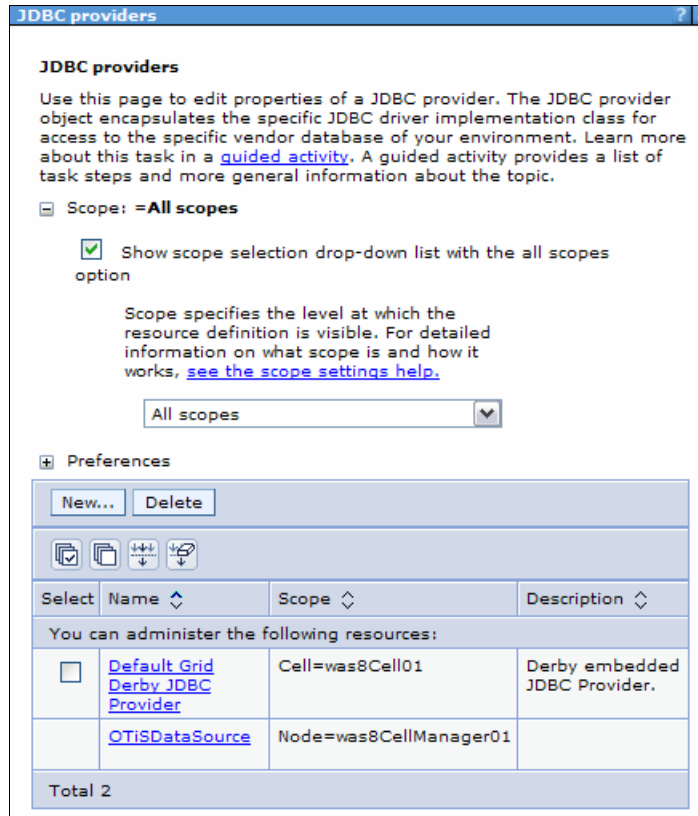 JDBC providers ?
JDBC providers
Use this page to edit properties of a JDBC provider. The JDBC provider
object encapsulates the specific JDBC driver implementation class for
access to the specific vendor database of your environment. Learn more
about this task in a guided activity. A guided activity provides a list of
task steps and more general information about the topic.
Scope: =All scopes
Show scope selection drop-down list with the all scopes
option
Scope specifies the level at which the
resource definition is visible. For detailed
information on what scope is and how it
works, see the scope settings help.
All scopes
Preferences
New... Delete
Select Name Scope Description
You can administer the following resources:
Default Grid Cell=was8Cell01 Derby embedded
Derby JDBC JDBC Provider.
Provider
OTiSDataSource Node=was8CellManager01
Total 2